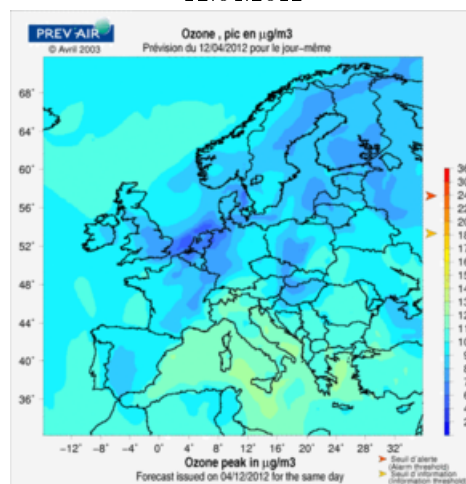 PREV'AIR
© Avril 2003
Ozone , pic en µg/m3
Prévision du 12/04/2012 pour le jour-même
68°
64°
60°
56°
52°
48°
44°
40°
36°
-12° -8° -4° 0° 4° 8° 12° 16° 20° 24° 28° 32°
Ozone peak in µg/m3
Forecast issued on 04/12/2012 for the same day
Seuil d'alerte
(Alarm threshold)
Seuil d'information
(Information threshold)